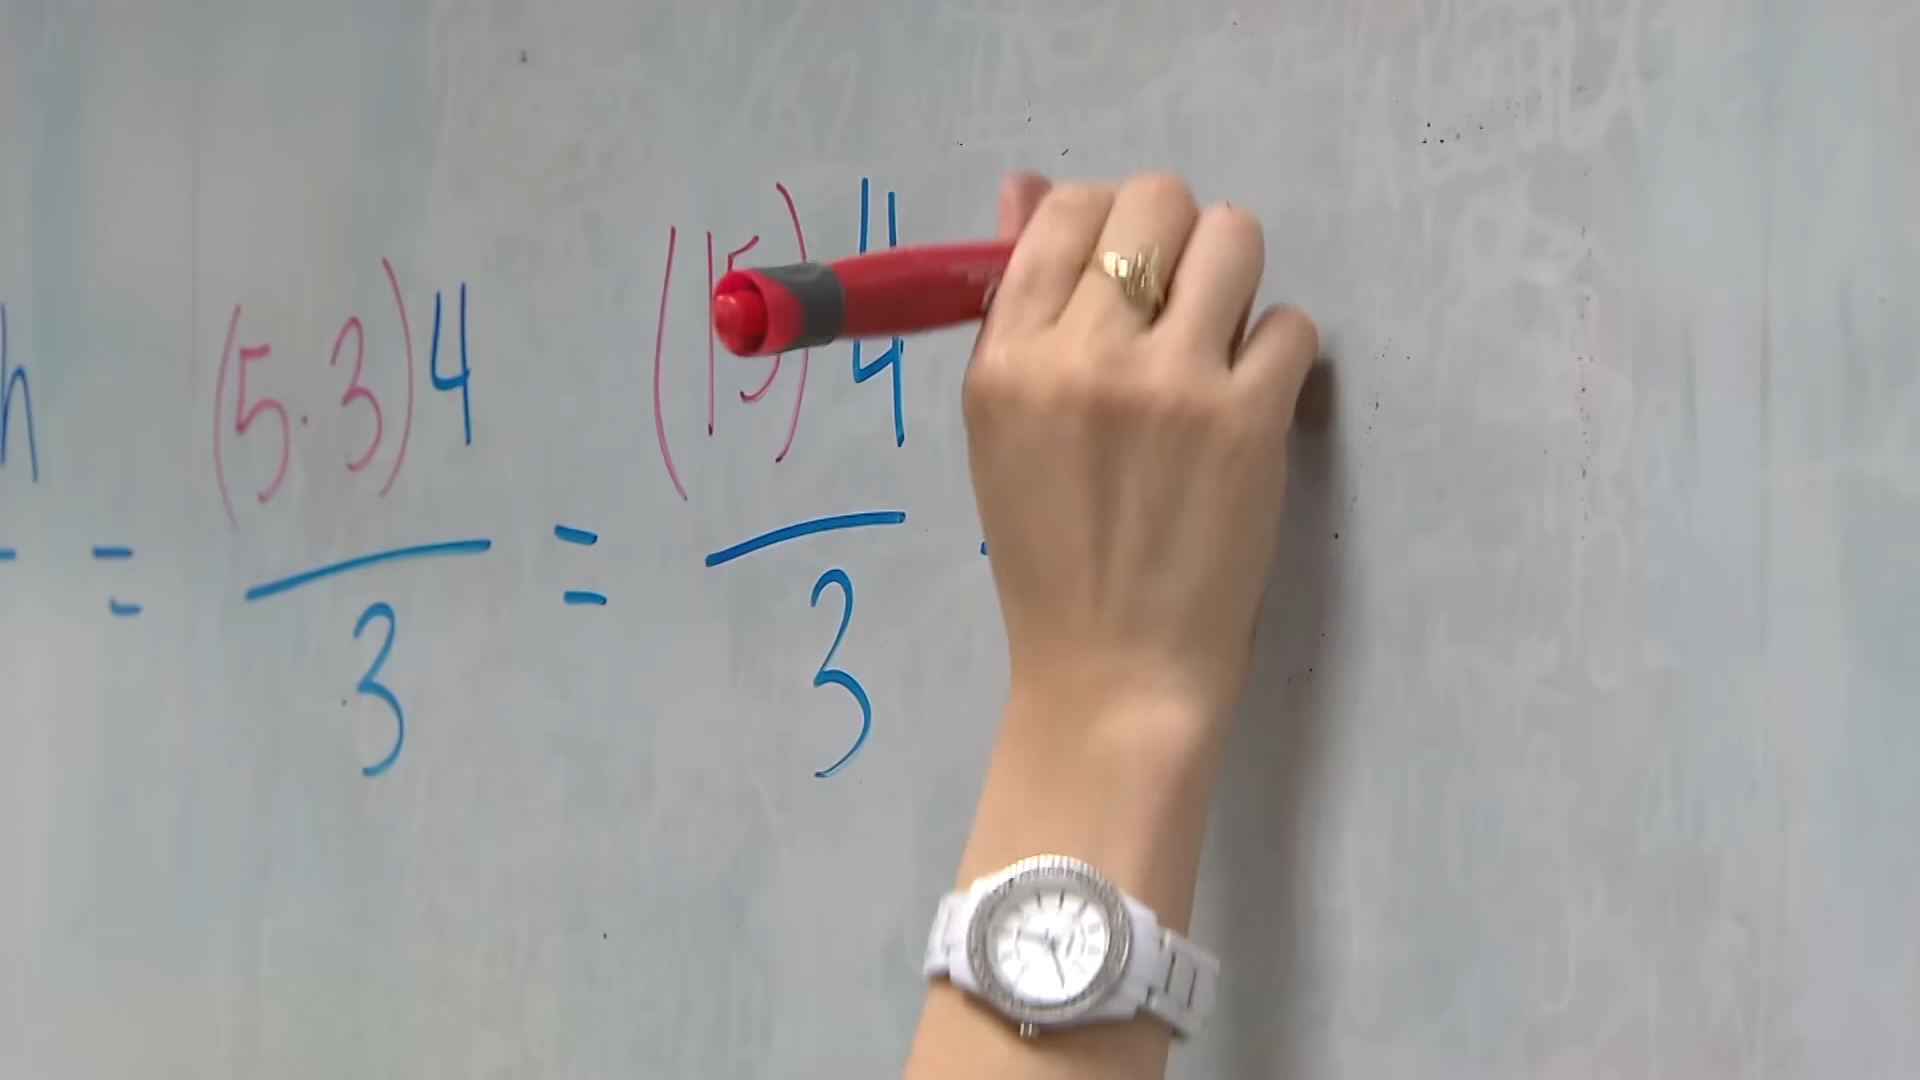 h = (5·3)4 = (15)4
3 3